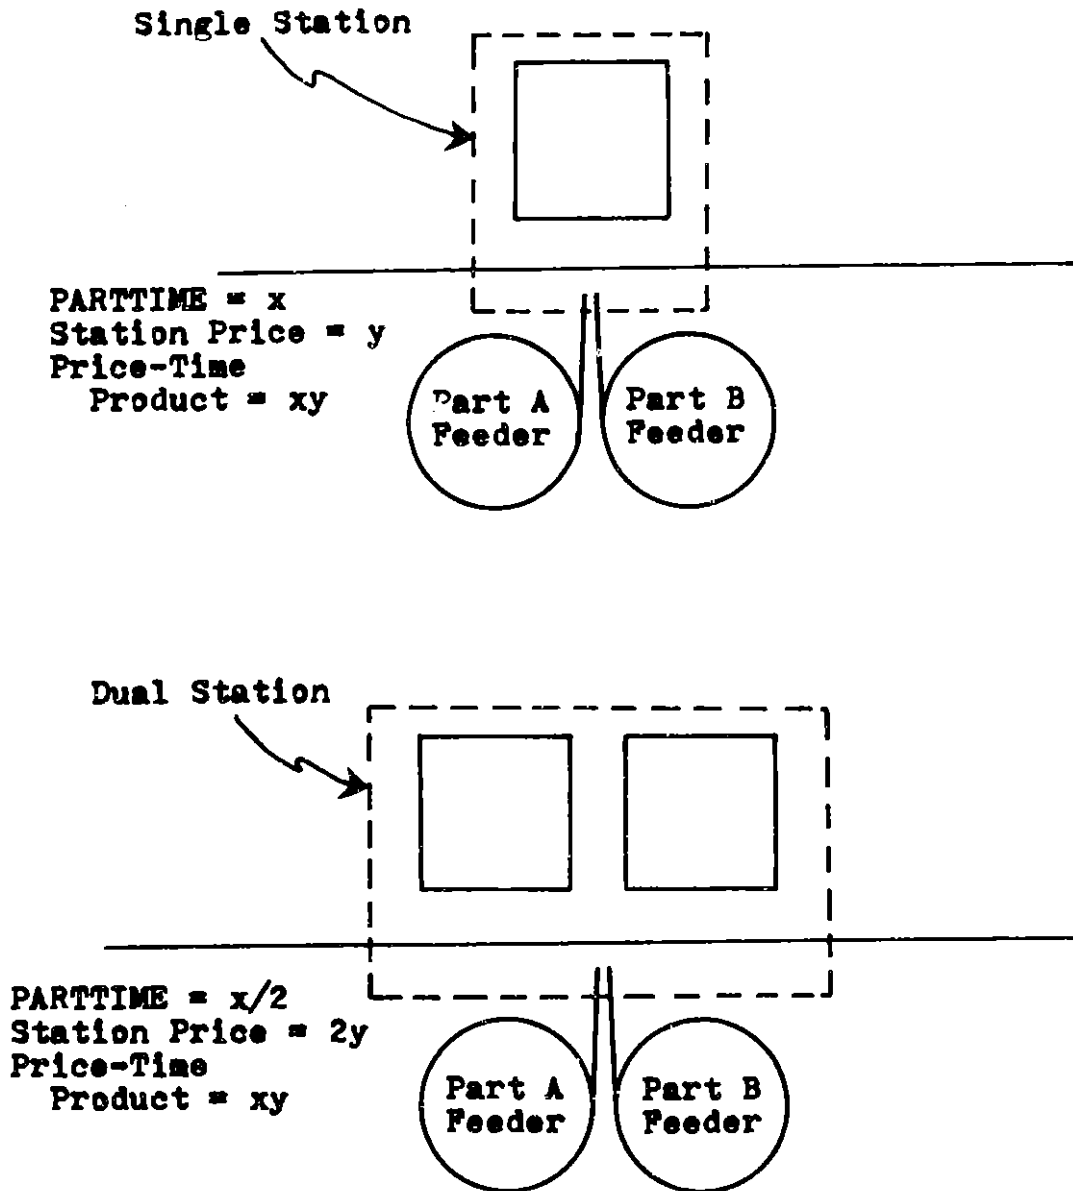 Single Station
PARTTIME = x
Station Price = y
Price-Time
Product = xy
Part A
Feeder
Part B
Feeder
Dual Station
PARTTIME = x/2
Station Price = 2y
Price-Time
Product = xy
Part A
Feeder
Part B
Feeder